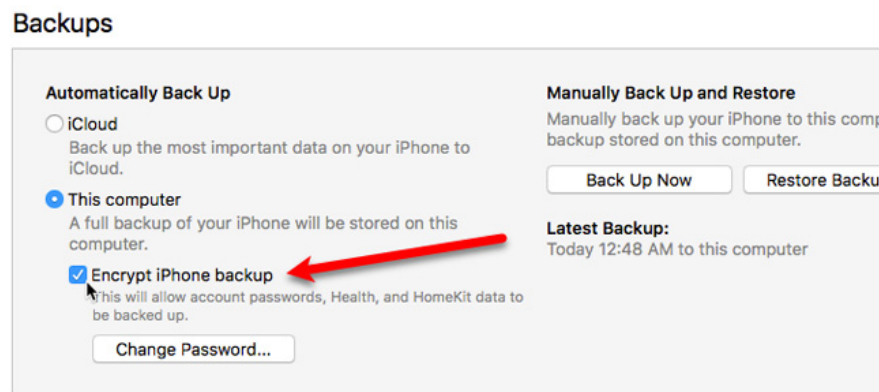 Backups
Automatically Back Up
iCloud
Back up the most important data on your iPhone to
iCloud.
This computer
A full backup of your iPhone will be stored on this
computer.
Encrypt iPhone backup
This will allow account passwords, Health, and HomeKit data to
be backed up.
Change Password...
Manually Back Up and Restore
Manually back up your iPhone to this comp
backup stored on this computer.
Back Up Now
Restore Backu
Latest Backup:
Today 12:48 AM to this computer